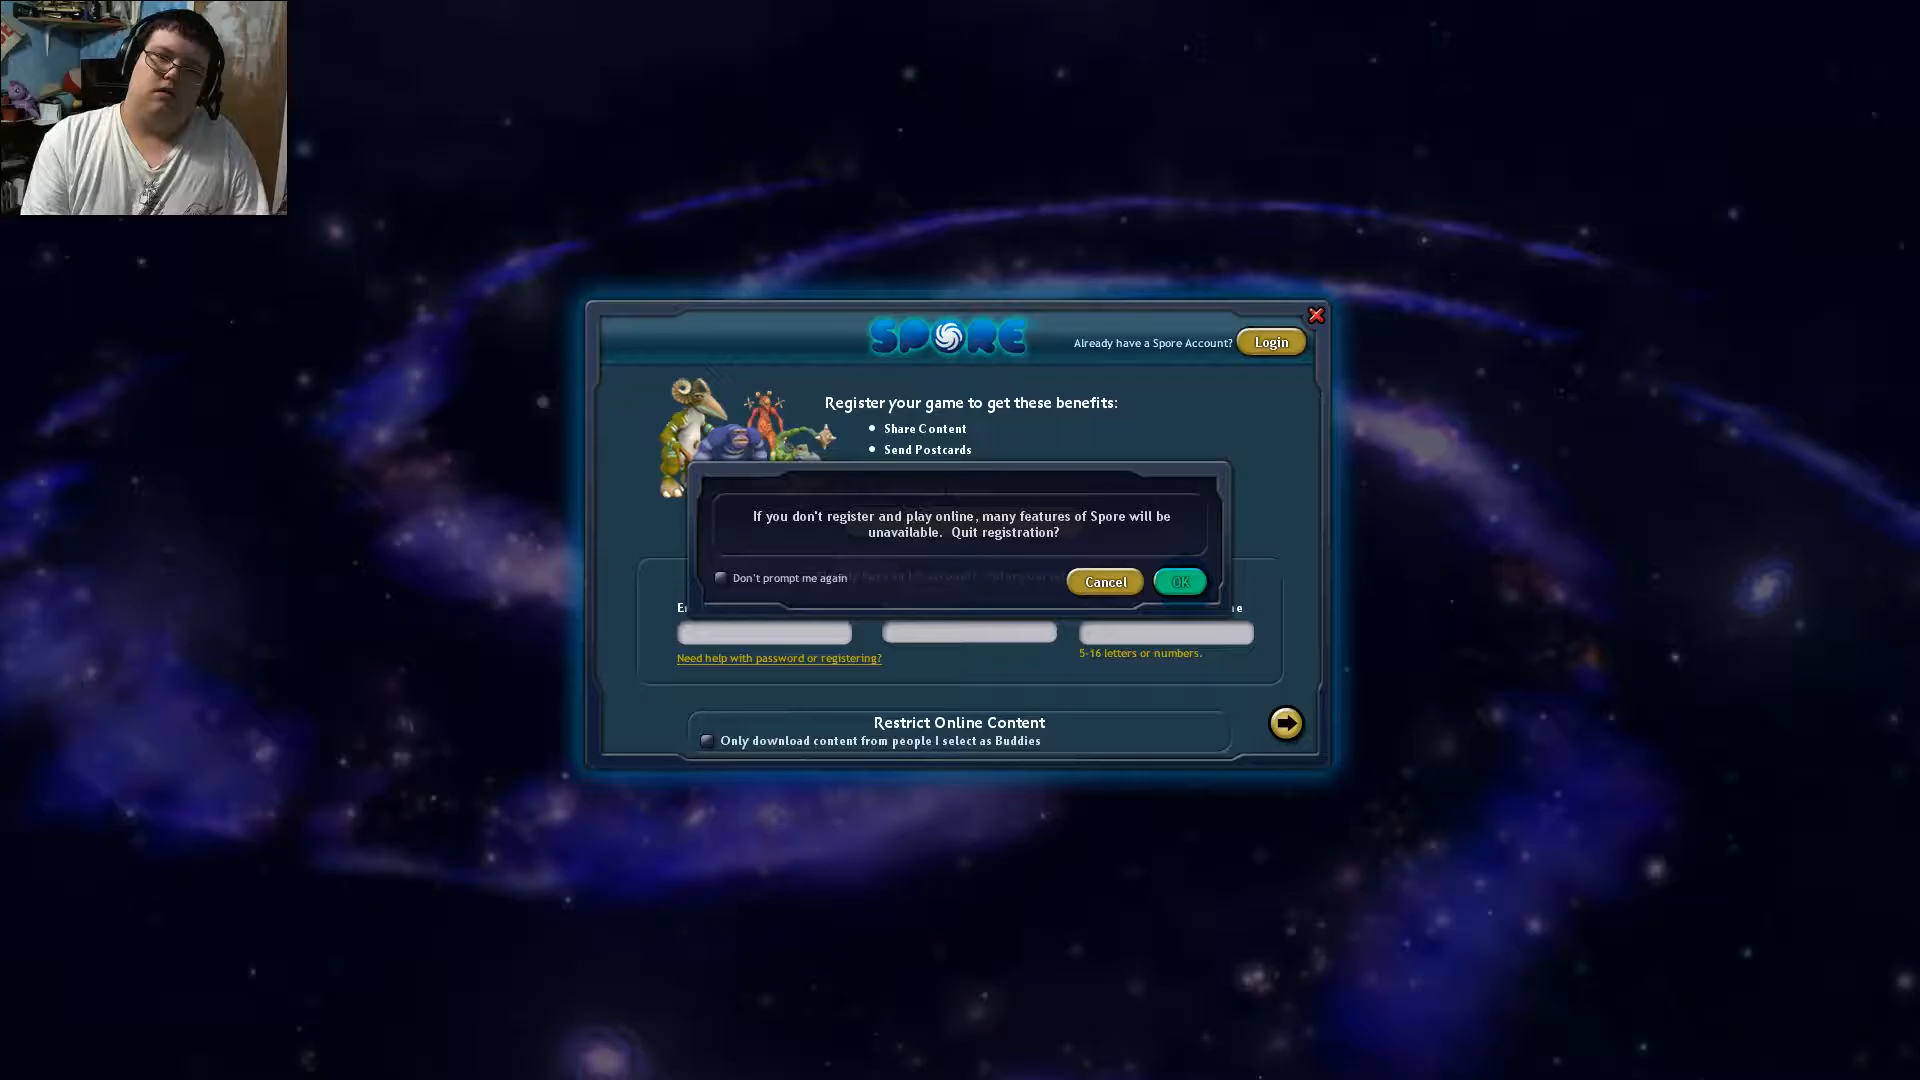 SPORE
Already have a Spore Account?
Login
Register your game to get these benefits:
• Share Content
• Send Postcards
If you don't register and play online, many features of Spore will be
unavailable. Quit registration?
Don't prompt me again
Cancel
OK
Need help with password or registering?
5-16 letters or numbers.
Restrict Online Content
Only download content from people I select as Buddies